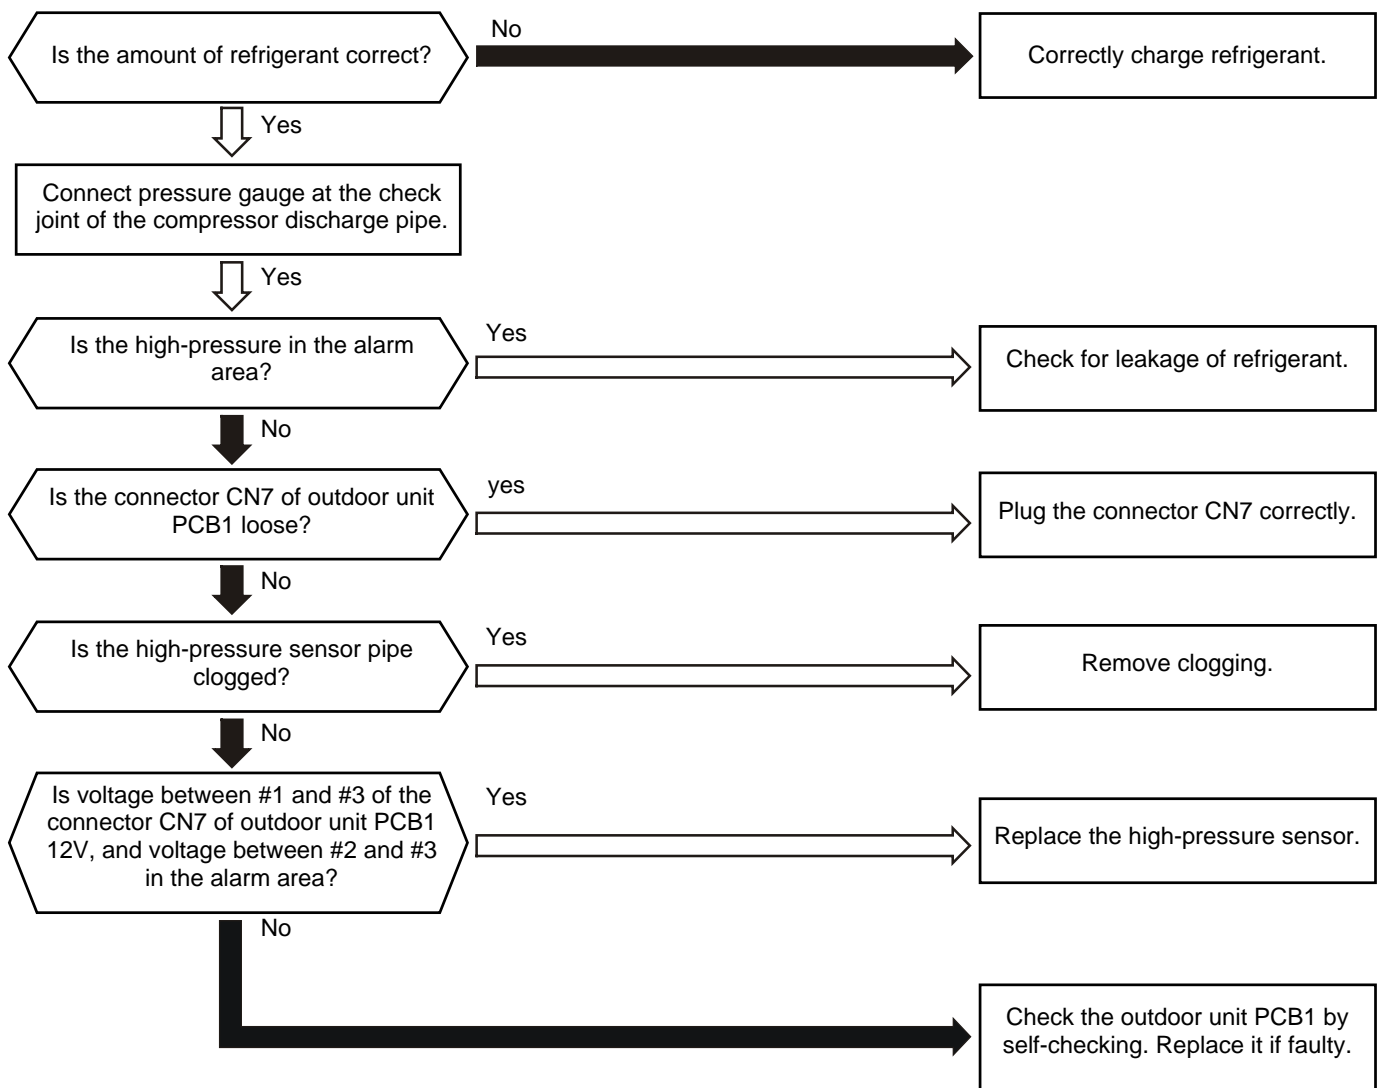 Is the amount of refrigerant correct?
No
Correctly charge refrigerant.
Yes
Connect pressure gauge at the check
joint of the compressor discharge pipe.
Yes
Is the high-pressure in the alarm
area?
Yes
Check for leakage of refrigerant.
No
Is the connector CN7 of outdoor unit
PCB1 loose?
yes
Plug the connector CN7 correctly.
No
Is the high-pressure sensor pipe
clogged?
Yes
Remove clogging.
No
Is voltage between #1 and #3 of the
connector CN7 of outdoor unit PCB1
12V, and voltage between #2 and #3
in the alarm area?
Yes
Replace the high-pressure sensor.
No
Check the outdoor unit PCB1 by
self-checking. Replace it if faulty.